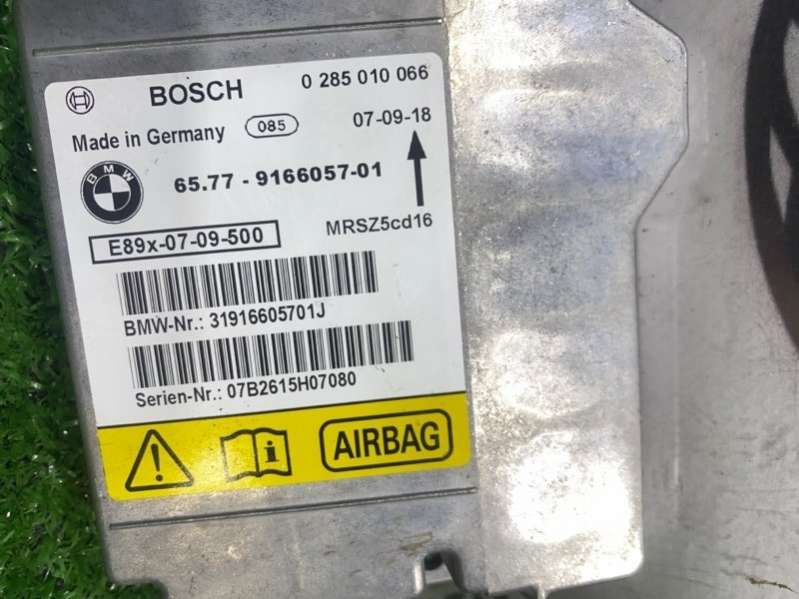 BOSCH 0 285 010 066
Made in Germany 085 07-09-18
BMW 65.77 - 9166057-01
E89x-07-09-500 MRSZ5cd16
BMW-Nr.: 31916605701J
Serien-Nr.: 07B2615H07080
AIRBAG